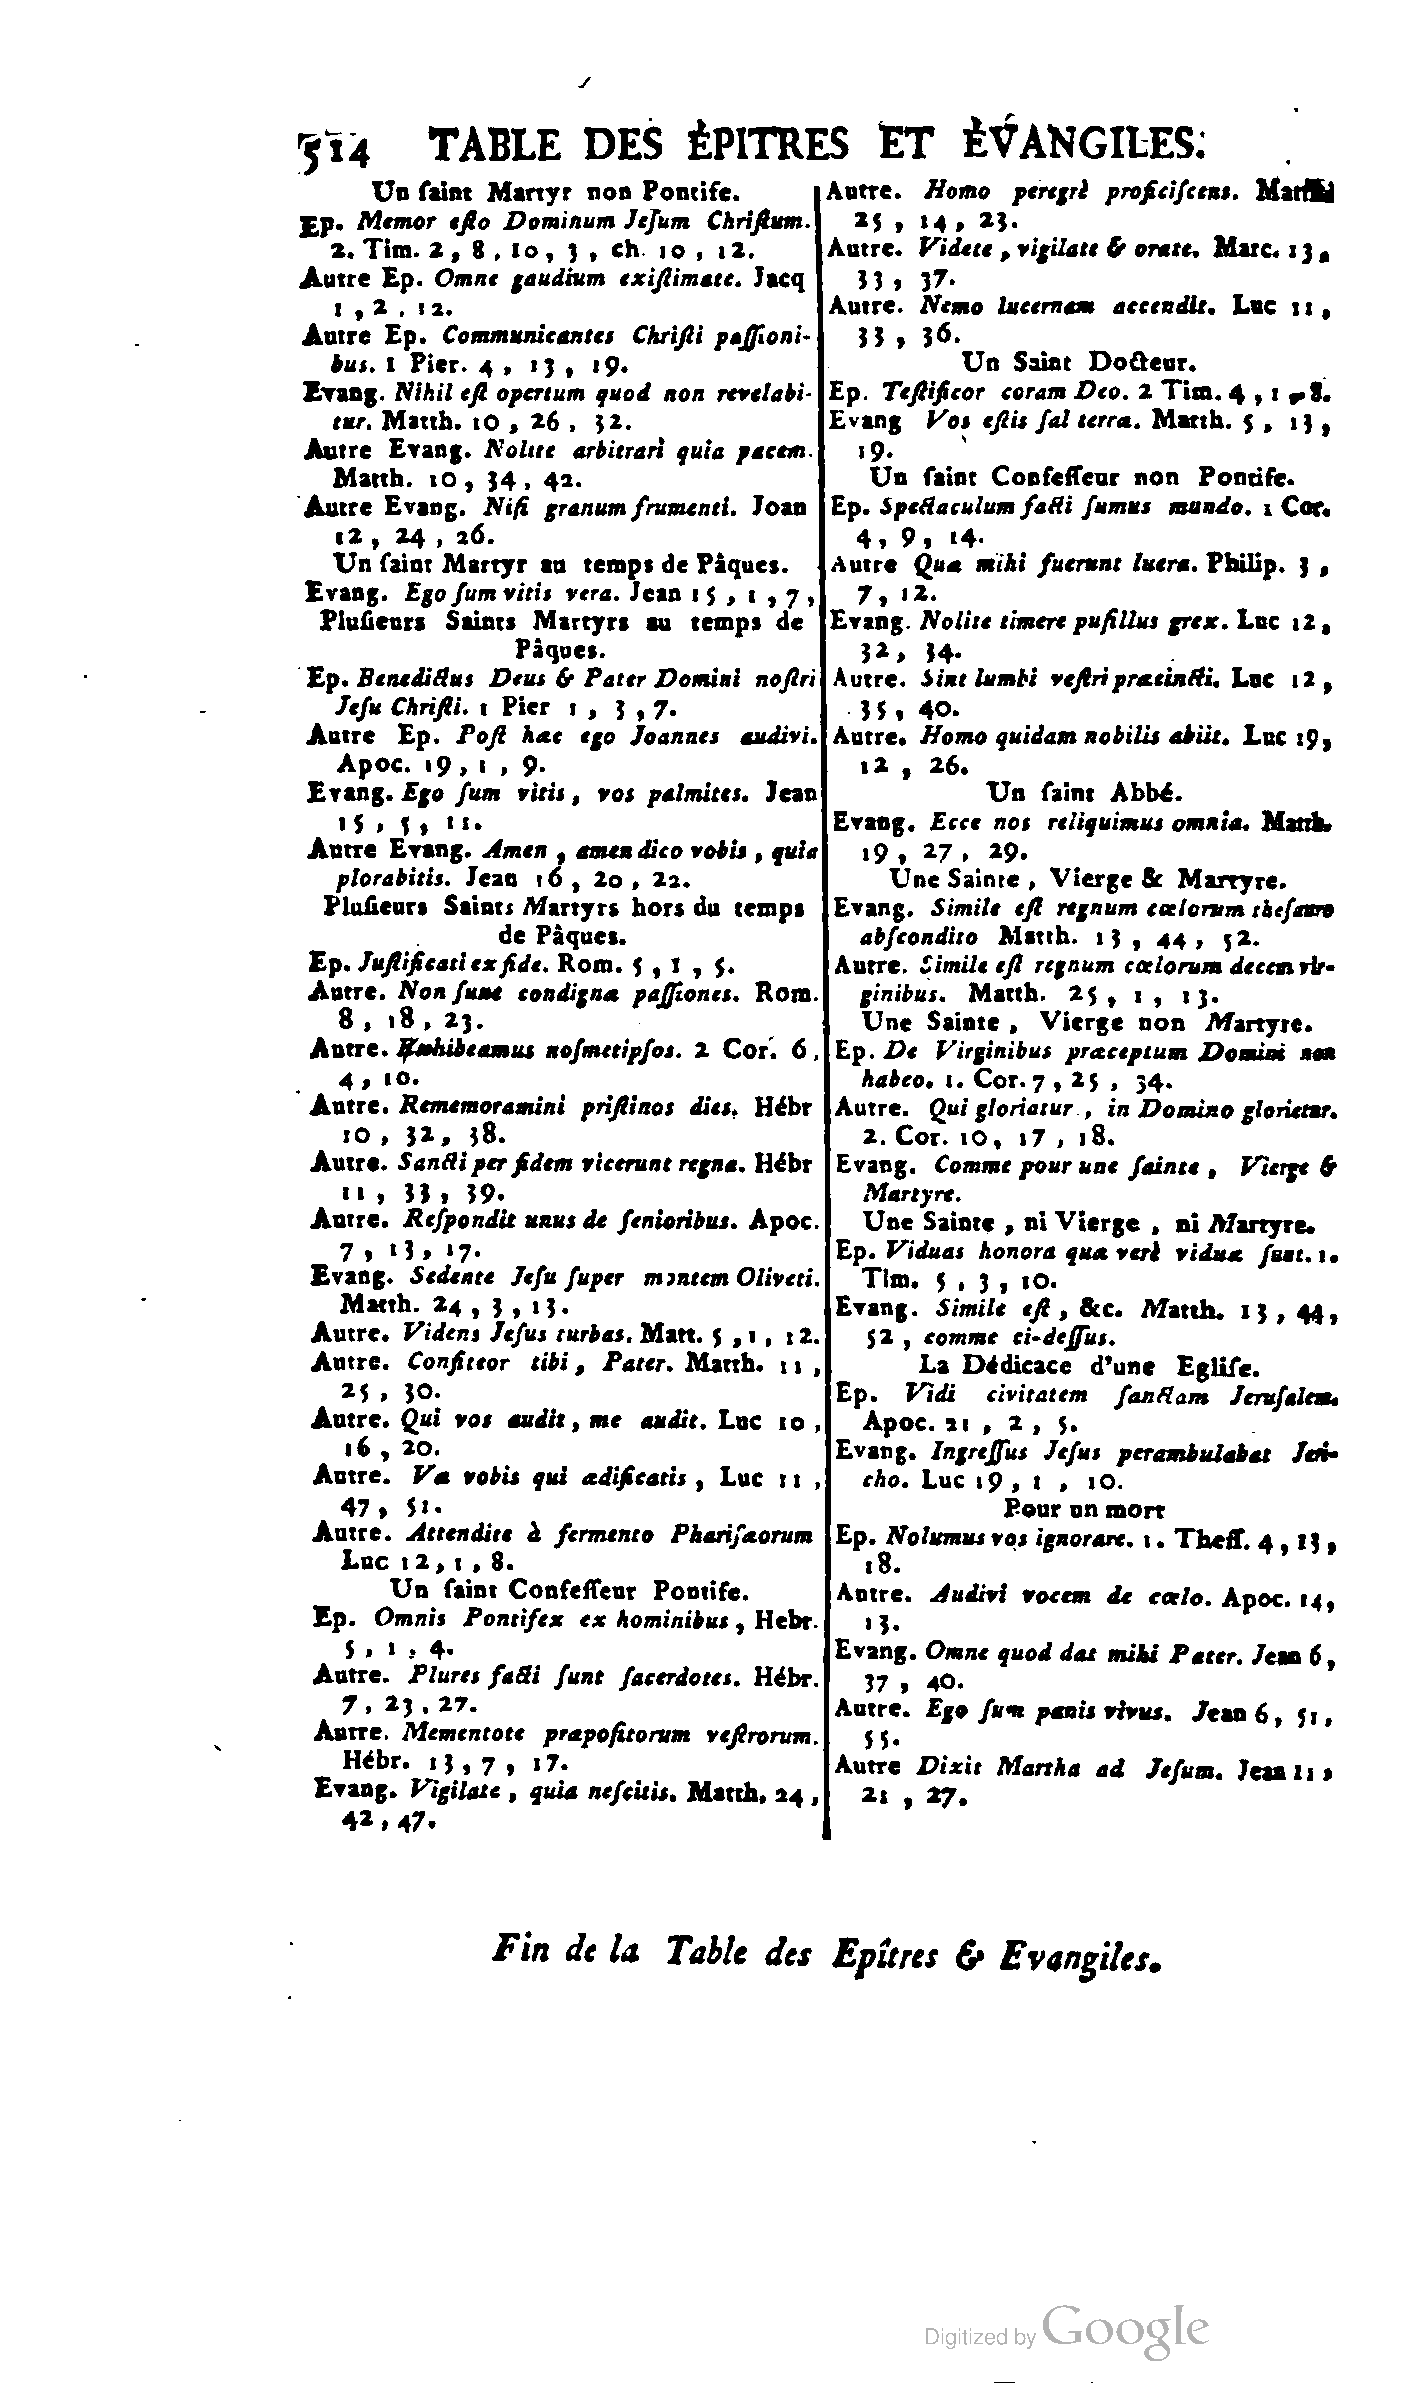 514 TABLE DES ÉPITRES ET ÉVANGILES.
Un ſaint Martyr non Pontife.
Ep. Memor eſto Dominum Jeſum Chriſtum.
2. Tim. 2, 8, 10, 3, ch. 10, 12.
Autre Ep. Omne gaudium exiſtimate. Jacq
1, 2, 12.
Autre Ep. Communicantes Chriſti paſſioni-
bus. 1 Pier. 4, 13, 19.
Evang. Nihil eſt opertum quod non revelabi-
tur. Matth. 10, 26, 32.
Autre Evang. Nolite arbitrari quia pacem.
Matth. 10, 34, 42.
Autre Evang. Niſi granum frumenti. Joan
12, 24, 26.
Un ſaint Martyr au temps de Pâques.
Evang. Ego ſum vitis vera. Jean 15, 1, 7,
Pluſieurs Saints Martyrs au temps de
Pâques.
Ep. Benedictus Deus & Pater Domini noſtri
Jeſu Chriſti. 1 Pier 1, 3, 7.
Autre Ep. Poſt hæc ego Joannes audivi.
Apoc. 19, 1, 9.
Evang. Ego ſum vitis, vos palmites. Jean
15, 5, 11.
Autre Evang. Amen, amen dico vobis, quia
plorabitis. Jean 16, 20, 22.
Pluſieurs Saints Martyrs hors du temps
de Pâques.
Ep. Juſtificati ex fide. Rom. 5, 1, 5.
Autre. Non ſunt condignæ paſſiones. Rom.
8, 18, 23.
Autre. noſmetipſos. 2 Cor. 6,
4, 10.
Autre. Rememoramini priſtinos dies, Hébr
10, 32, 38.
Autre. Sancti per fidem vicerunt regna. Hébr
11, 33, 39.
Autre. Reſpondit unus de ſenioribus. Apoc.
7, 13, 17.
Evang. Sedente Jeſu ſuper montem Oliveti.
Matth. 24, 3, 13.
Autre. Videns Jeſus turbas. Matt. 5, 1, 12.
Autre. Confiteor tibi, Pater. Matth. 11,
25, 30.
Autre. Qui vos audit, me audit. Luc 10,
16, 20.
Autre. Væ vobis qui ædificatis, Luc 11,
47, 51.
Autre. Attendite à fermento Phariſæorum
Luc 12, 1, 8.
Un ſaint Confeſſeur Pontife.
Ep. Omnis Pontifex ex hominibus, Hebr.
5, 1, 4.
Autre. Plures facti ſunt ſacerdotes. Hébr.
7, 23, 27.
Autre. Mementote præpoſitorum veſtrorum.
Hébr. 13, 7, 17.
Evang. Vigilate, quia neſcitis. Matth, 24,
42, 47.
Autre. Homo peregrè proficiſcens.
25, 14, 23.
Autre. Videte, vigilate & orate. Marc. 13,
33, 37.
Autre. Nemo lucernam accendit. Luc 11,
33, 36.
Un Saint Docteur.
Ep. Teſtificor coram Deo. 2 Tim. 4, 1, 8.
Evang Vos eſtis ſal terra. Matth. 5, 13,
19.
Un ſaint Confeſſeur non Pontife.
Ep. Spectaculum facti ſumus mundo. 1 Cor.
4, 9, 14.
Autre Quæ mihi fuerunt lucra. Philip. 3,
7, 12.
Evang. Nolite timere puſillus grex. Luc 12,
32, 34.
Autre. Sint lumbi veſtri præcincti. Luc 12,
35, 40.
Autre. Homo quidam nobilis abiit. Luc 19,
12, 26.
Un ſaint Abbé.
Evang. Ecce nos reliquimus omnia. Matth.
19, 27, 29.
Une Sainte, Vierge & Martyre.
Evang. Simile eſt regnum cœlorum theſauro
abſcondito Matth. 13, 44, 52.
Autre. Simile eſt regnum cœlorum decem vir-
ginibus. Matth. 25, 1, 13.
Une Sainte, Vierge non Martyre.
Ep. De Virginibus præceptum Domini non
habeo. 1. Cor. 7, 25, 34.
Autre. Qui gloriatur, in Domino glorietur.
2. Cor. 10, 17, 18.
Evang. Comme pour une ſainte, Vierge &
Martyre.
Une Sainte, ni Vierge, ni Martyre.
Ep. Viduas honora quæ verè viduæ ſunt. 1.
Tim. 5, 3, 10.
Evang. Simile eſt, &c. Matth. 13, 44,
52, comme ci-deſſus.
La Dédicace d'une Egliſe.
Ep. Vidi civitatem ſanctam Jeruſalem.
Apoc. 21, 2, 5.
Evang. Ingreſſus Jeſus perambulabat Jeri-
cho. Luc 19, 1, 10.
Pour un mort
Ep. Nolumus vos ignorare. 1. Theſſ. 4, 13,
18.
Autre. Audivi vocem de cœlo. Apoc. 14,
13.
Evang. Omne quod dat mihi Pater. Jean 6,
37, 40.
Autre. Ego ſum panis vivus. Jean 6, 51,
55.
Autre Dixit Martha ad Jeſum. Jean 11,
21, 27.
Fin de la Table des Epîtres & Evangiles.
Digitized by Google